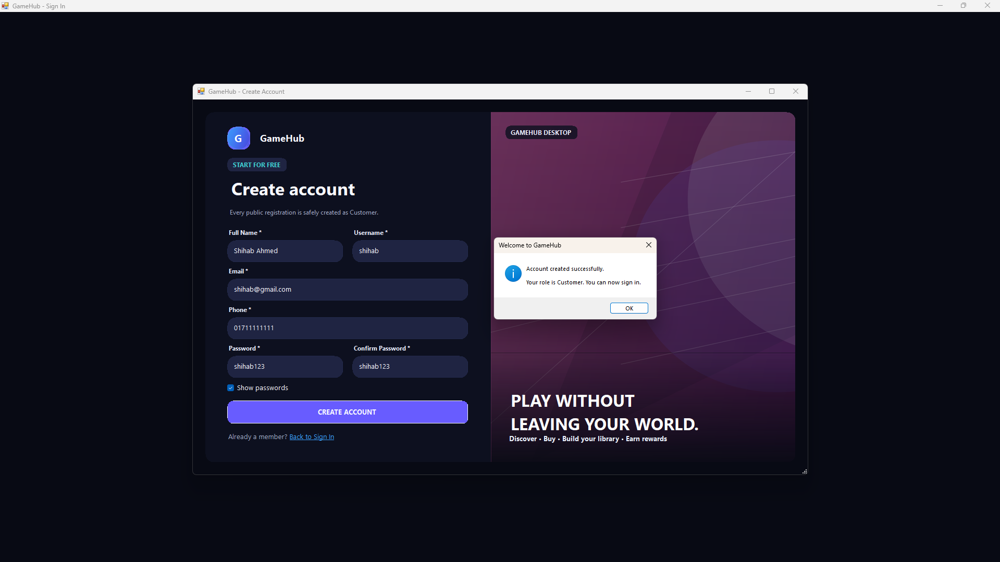 GameHub - Sign In
GameHub - Create Account
G GameHub
START FOR FREE
Create account
Every public registration is safely created as Customer.
Full Name * Username *
Shihab Ahmed shihab
Email *
shihab@gmail.com
Phone *
01711111111
Password * Confirm Password *
shihab123 shihab123
Show passwords
CREATE ACCOUNT
Already a member? Back to Sign In
GAMEHUB DESKTOP
Welcome to GameHub
i
Account created successfully.
Your role is Customer. You can now sign in.
OK
PLAY WITHOUT
LEAVING YOUR WORLD.
Discover • Buy • Build your library • Earn rewards